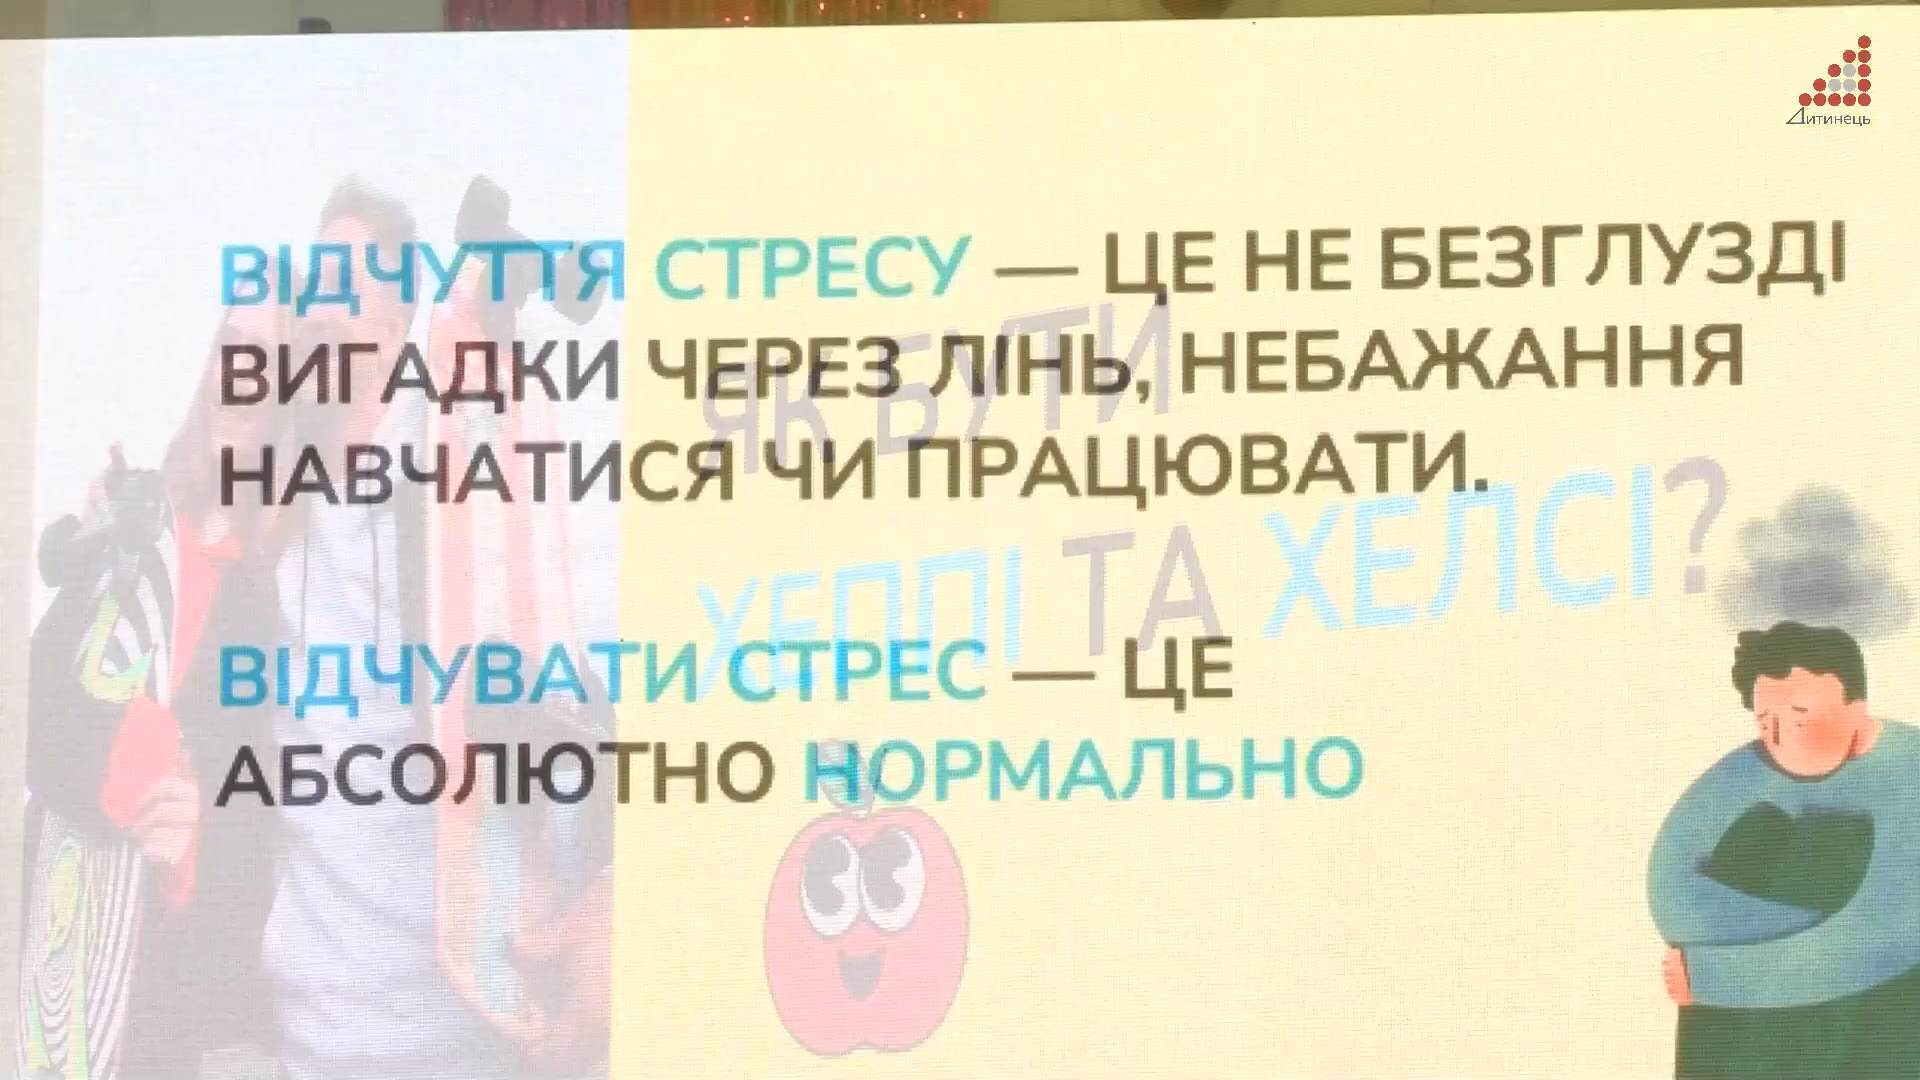 Дитинець
ВІДЧУТТЯ СТРЕСУ — ЦЕ НЕ БЕЗГЛУЗДІ
ВИГАДКИ ЧЕРЕЗ ЛІНЬ, НЕБАЖАННЯ
НАВЧАТИСЯ ЧИ ПРАЦЮВАТИ.
ЯК БУТИ
ХЕППІ ТА ХЕЛСІ?
ВІДЧУВАТИ СТРЕС — ЦЕ
АБСОЛЮТНО НОРМАЛЬНО